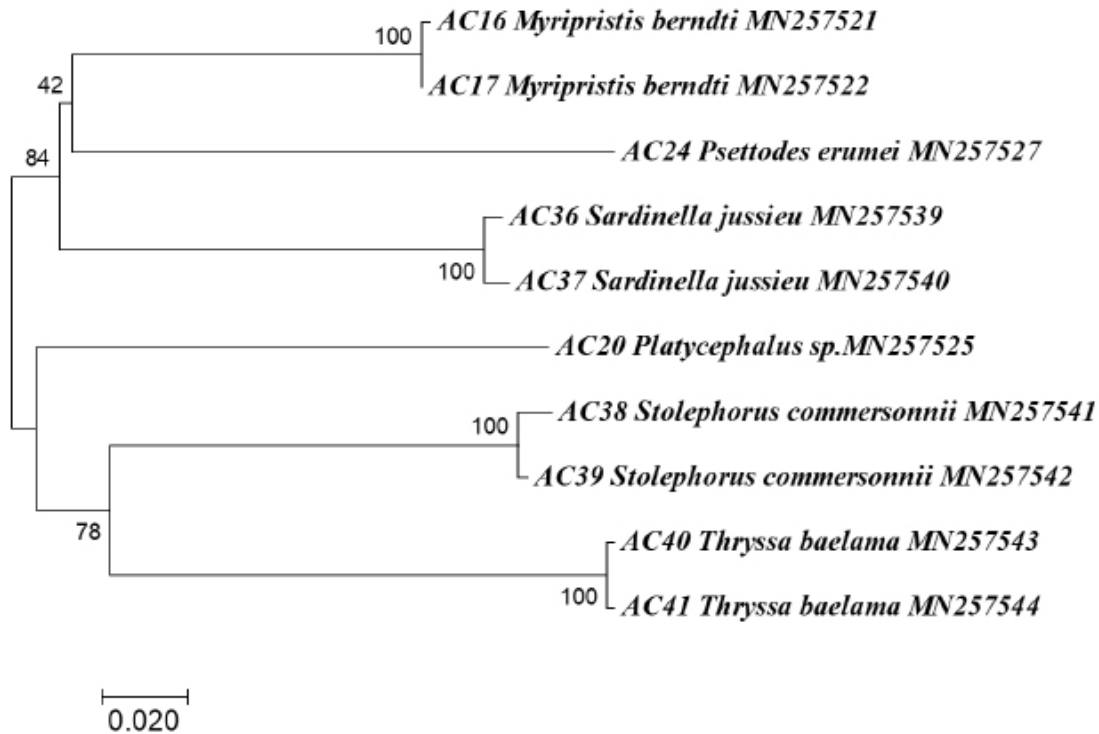 AC16 Myripristis berndti MN257521
100
AC17 Myripristis berndti MN257522
42
AC24 Psettodes erumei MN257527
84
AC36 Sardinella jussieu MN257539
100
AC37 Sardinella jussieu MN257540
AC20 Platycephalus sp.MN257525
AC38 Stolephorus commersonnii MN257541
100
AC39 Stolephorus commersonnii MN257542
78
AC40 Thryssa baelama MN257543
100
AC41 Thryssa baelama MN257544
0.020